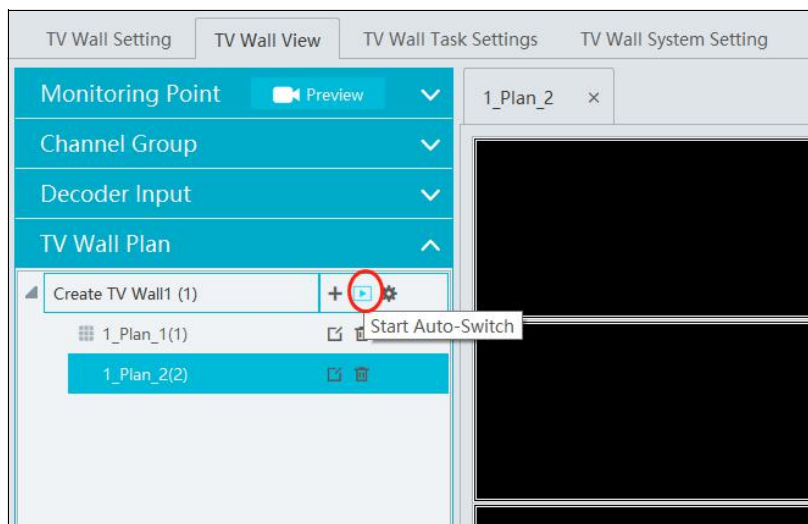 TV Wall Setting TV Wall View TV Wall Task Settings TV Wall System Setting
Monitoring Point Preview
1_Plan_2 ×
Channel Group
Decoder Input
TV Wall Plan
Create TV Wall1 (1)
Start Auto-Switch
1_Plan_1(1)
1_Plan_2(2)